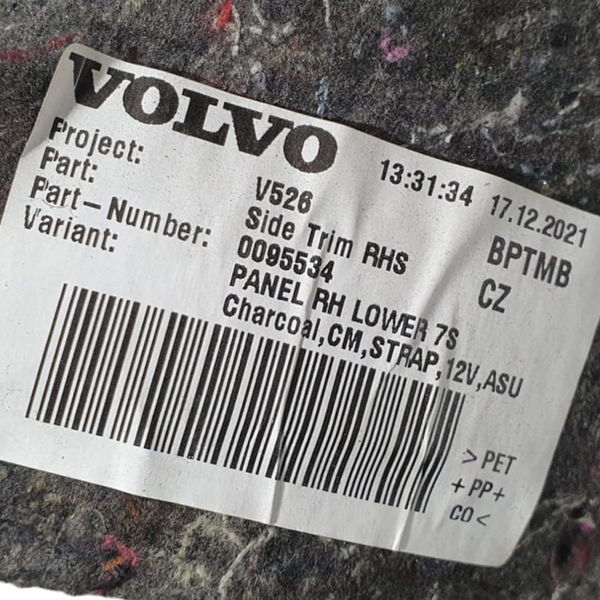 VOLVO
13:31:34 17.12.2021
Project: V526 BPTMB
Part: Side Trim RHS CZ
Part-Number: 0095534
Variant: PANEL RH LOWER 7S
Charcoal,CM,STRAP,12V,ASU
> PET
+ PP +
CO <